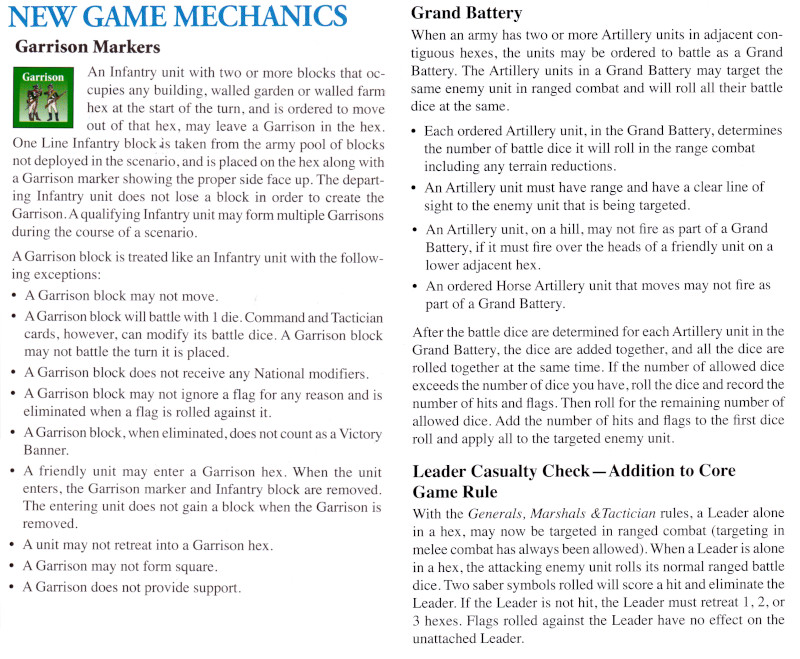 NEW GAME MECHANICS
Garrison Markers
Garrison
An Infantry unit with two or more blocks that oc-
cupies any building, walled garden or walled farm
hex at the start of the turn, and is ordered to move
out of that hex, may leave a Garrison in the hex.
One Line Infantry block is taken from the army pool of blocks
not deployed in the scenario, and is placed on the hex along with
a Garrison marker showing the proper side face up. The depart-
ing Infantry unit does not lose a block in order to create the
Garrison. A qualifying Infantry unit may form multiple Garrisons
during the course of a scenario.
A Garrison block is treated like an Infantry unit with the follow-
ing exceptions:
• A Garrison block may not move.
• A Garrison block will battle with 1 die. Command and Tactician
cards, however, can modify its battle dice. A Garrison block
may not battle the turn it is placed.
• A Garrison block does not receive any National modifiers.
• A Garrison block may not ignore a flag for any reason and is
eliminated when a flag is rolled against it.
• A Garrison block, when eliminated, does not count as a Victory
Banner.
• A friendly unit may enter a Garrison hex. When the unit
enters, the Garrison marker and Infantry block are removed.
The entering unit does not gain a block when the Garrison is
removed.
• A unit may not retreat into a Garrison hex.
• A Garrison may not form square.
• A Garrison does not provide support.
Grand Battery
When an army has two or more Artillery units in adjacent con-
tiguous hexes, the units may be ordered to battle as a Grand
Battery. The Artillery units in a Grand Battery may target the
same enemy unit in ranged combat and will roll all their battle
dice at the same.
• Each ordered Artillery unit, in the Grand Battery, determines
the number of battle dice it will roll in the range combat
including any terrain reductions.
• An Artillery unit must have range and have a clear line of
sight to the enemy unit that is being targeted.
• An Artillery unit, on a hill, may not fire as part of a Grand
Battery, if it must fire over the heads of a friendly unit on a
lower adjacent hex.
• An ordered Horse Artillery unit that moves may not fire as
part of a Grand Battery.
After the battle dice are determined for each Artillery unit in the
Grand Battery, the dice are added together, and all the dice are
rolled together at the same time. If the number of allowed dice
exceeds the number of dice you have, roll the dice and record the
number of hits and flags. Then roll for the remaining number of
allowed dice. Add the number of hits and flags to the first dice
roll and apply all to the targeted enemy unit.
Leader Casualty Check — Addition to Core
Game Rule
With the Generals, Marshals & Tactician rules, a Leader alone
in a hex, may now be targeted in ranged combat (targeting in
melee combat has always been allowed). When a Leader is alone
in a hex, the attacking enemy unit rolls its normal ranged battle
dice. Two saber symbols rolled will score a hit and eliminate the
Leader. If the Leader is not hit, the Leader must retreat 1, 2, or
3 hexes. Flags rolled against the Leader have no effect on the
unattached Leader.